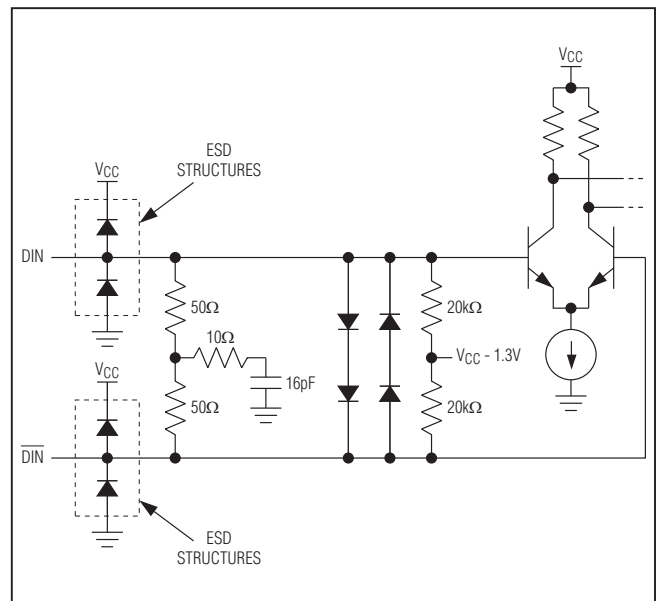 VCC
ESD
STRUCTURES
VCC
DIN
50Ω
20kΩ
10Ω
VCC - 1.3V
VCC
16pF
50Ω
20kΩ
DIN
ESD
STRUCTURES